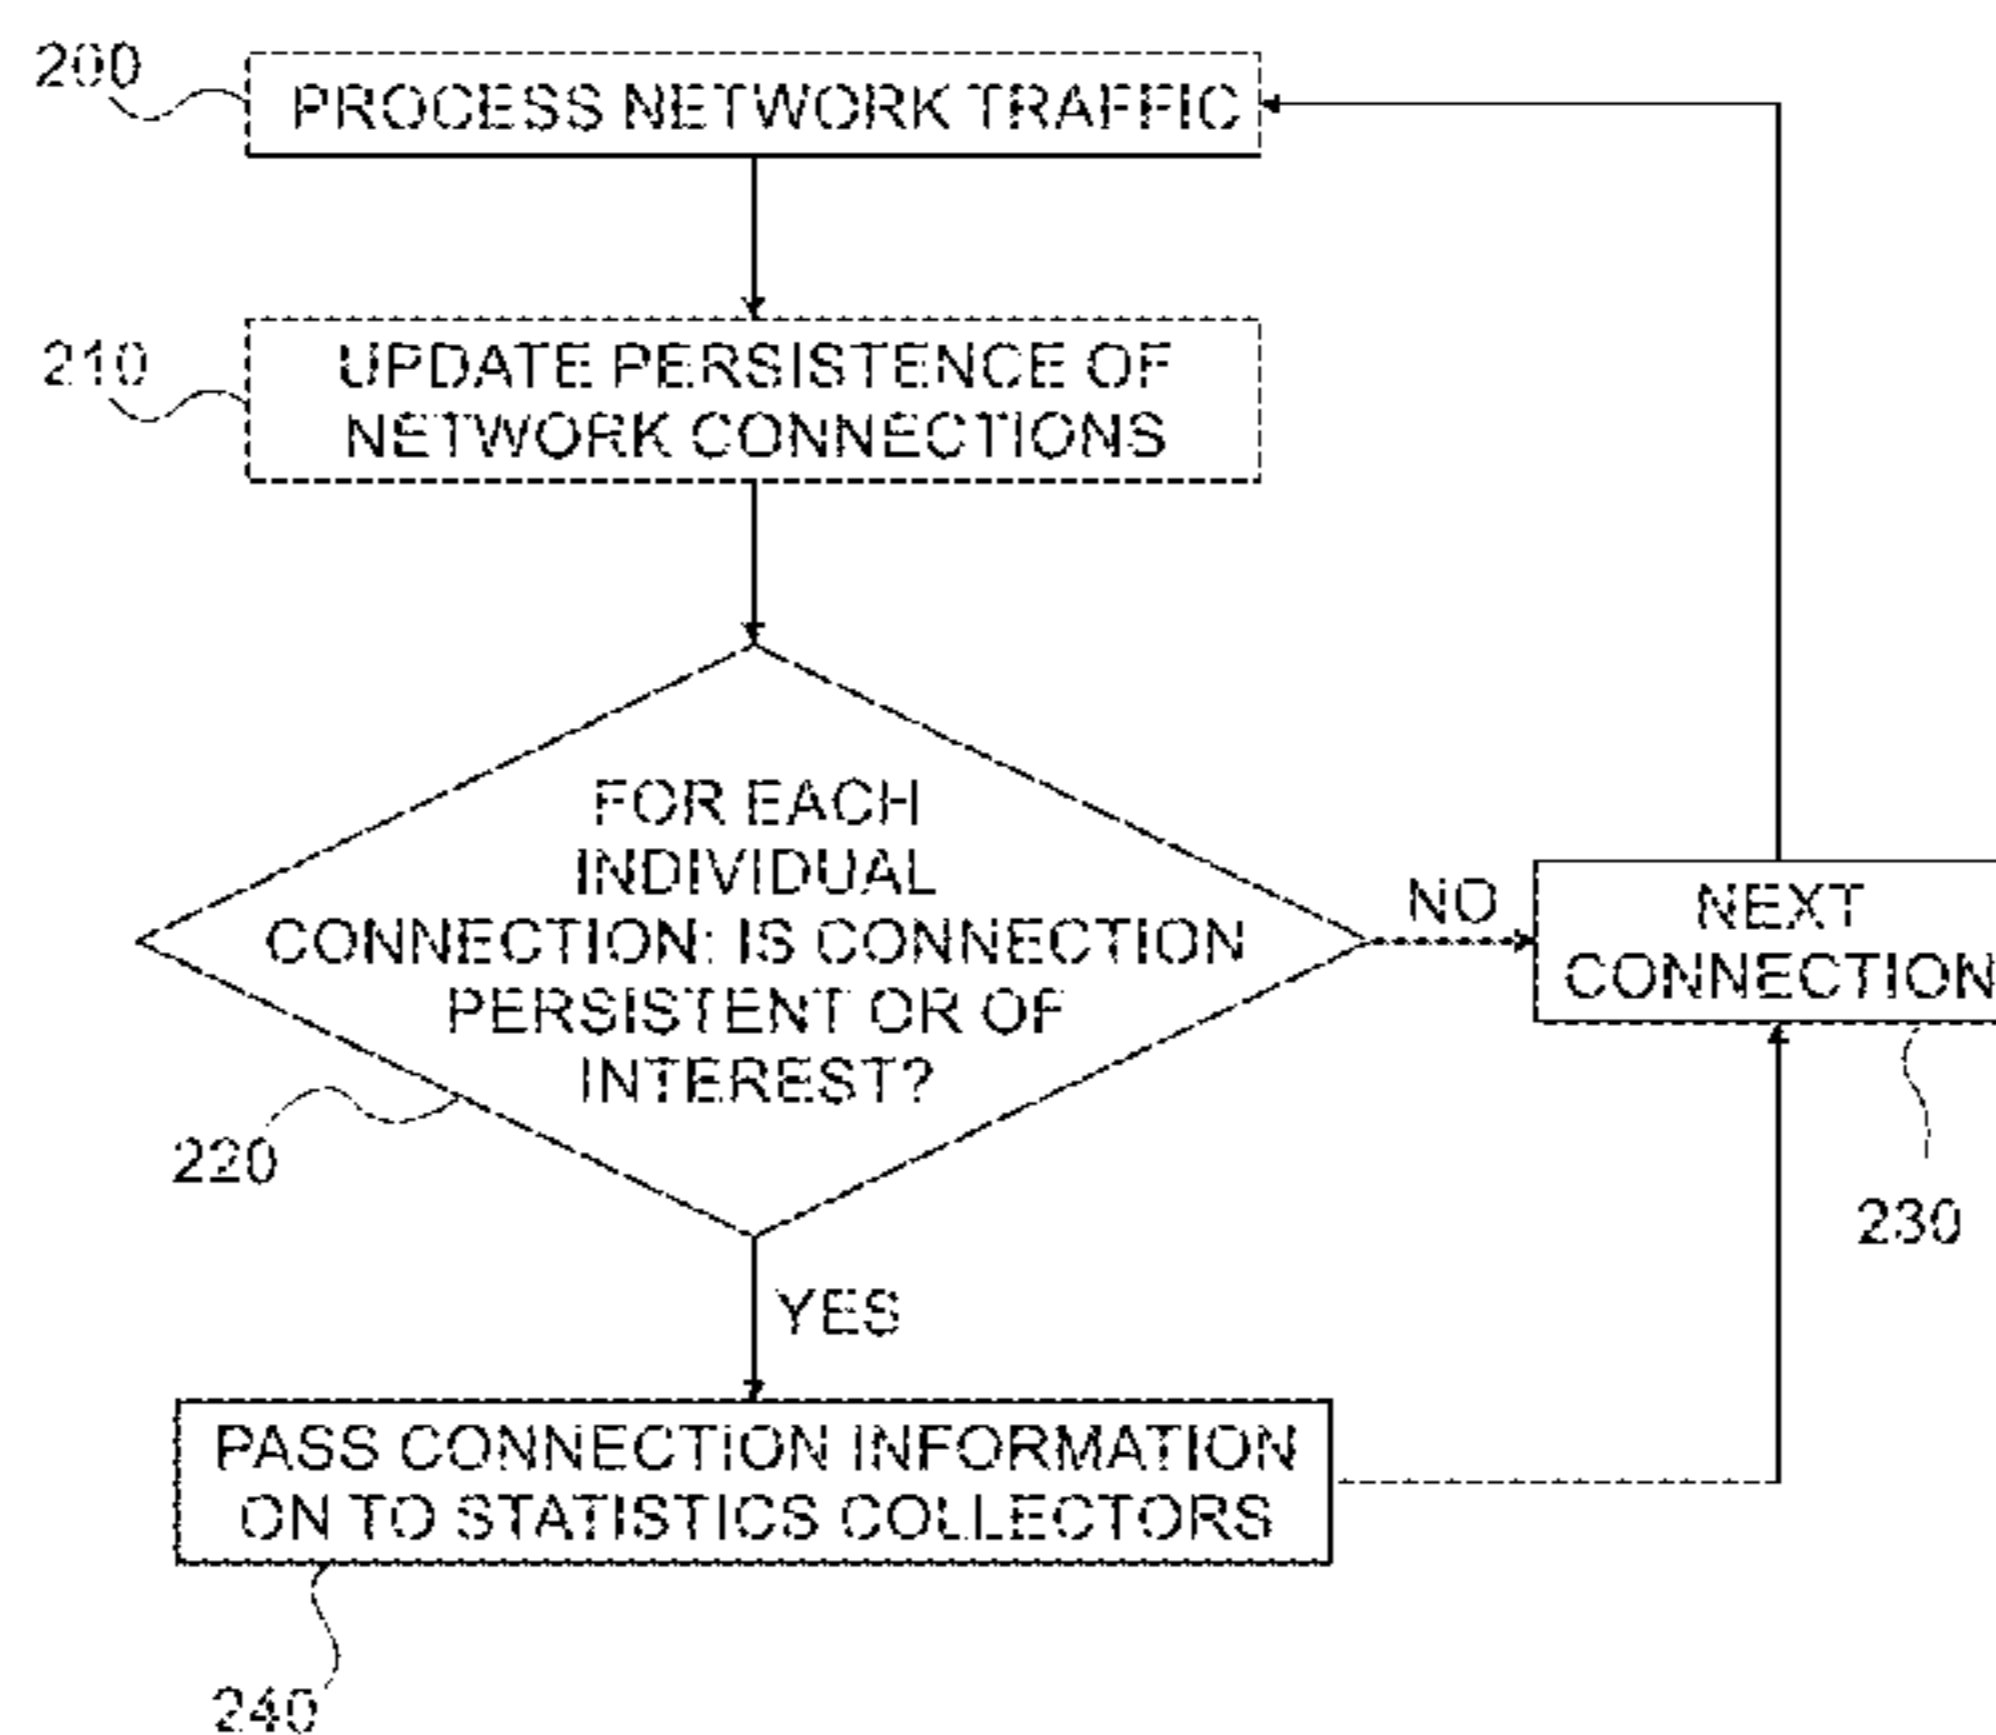 200
PROCESS NETWORK TRAFFIC
210
UPDATE PERSISTENCE OF
NETWORK CONNECTIONS
FOR EACH
INDIVIDUAL
CONNECTION: IS CONNECTION
PERSISTENT OR OF
INTEREST?
220
NO
NEXT
CONNECTION
230
YES
PASS CONNECTION INFORMATION
ON TO STATISTICS COLLECTORS
240